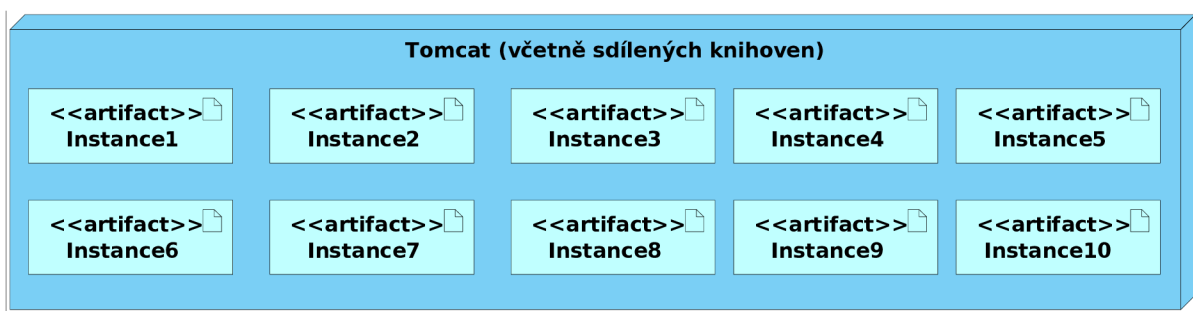 Tomcat (včetně sdílených knihoven)
<<artifact>>
Instance1
<<artifact>>
Instance2
<<artifact>>
Instance3
<<artifact>>
Instance4
<<artifact>>
Instance5
<<artifact>>
Instance6
<<artifact>>
Instance7
<<artifact>>
Instance8
<<artifact>>
Instance9
<<artifact>>
Instance10